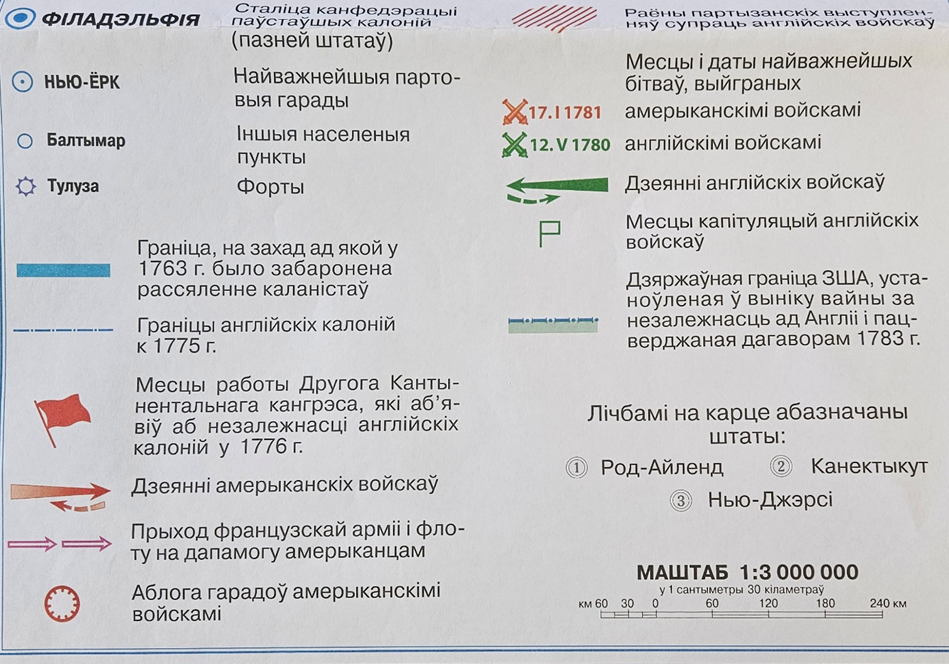 ФІЛАДЭЛЬФІЯ
Сталіца канфедэрацыі
паўстаўшых калоній
(пазней штатаў)
НЬЮ-ЁРК
Найважнейшыя парто-
выя гарады
Балтымар
Іншыя населеныя
пункты
Тулуза
Форты
Граніца, на захад ад якой у
1763 г. было забаронена
рассяленне каланістаў
Граніцы англійскіх калоній
к 1775 г.
Месцы работы Другога Канты-
нентальнага кангрэса, які аб’я-
віў аб незалежнасці англійскіх
калоній у 1776 г.
Дзеянні амерыканскіх войскаў
Прыход французскай арміі і фло-
ту на дапамогу амерыканцам
Аблога гарадоў амерыканскімі
войскамі
Раёны партызанскіх выступлен-
няў супраць англійскіх войскаў
Месцы і даты найважнейшых
бітваў, выйграных
17. I 1781 амерыканскімі войскамі
12. V 1780 англійскімі войскамі
Дзеянні англійскіх войскаў
Месцы капітуляцый англійскіх
войскаў
Дзяржаўная граніца ЗША, уста-
ноўленая ў выніку вайны за
незалежнасць ад Англіі і пац-
верджаная дагаворам 1783 г.
Лічбамі на карце абазначаны
штаты:
1 Род-Айленд 2 Канектыкут
3 Нью-Джэрсі
МАШТАБ 1:3 000 000
у 1 сантыметры 30 кіламетраў
км 60 30 0 60 120 180 240 км